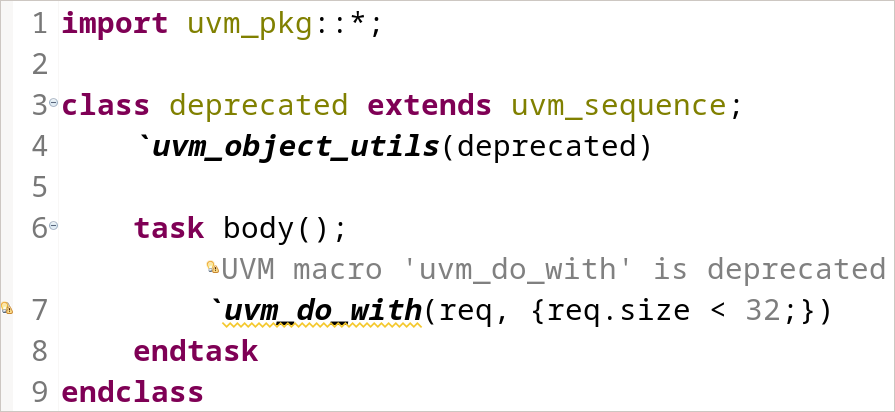 1 import uvm_pkg::*;
2
3 class deprecated extends uvm_sequence;
4 `uvm_object_utils(deprecated)
5
6 task body();
UVM macro 'uvm_do_with' is deprecated
7 `uvm_do_with(req, {req.size < 32;})
8 endtask
9 endclass